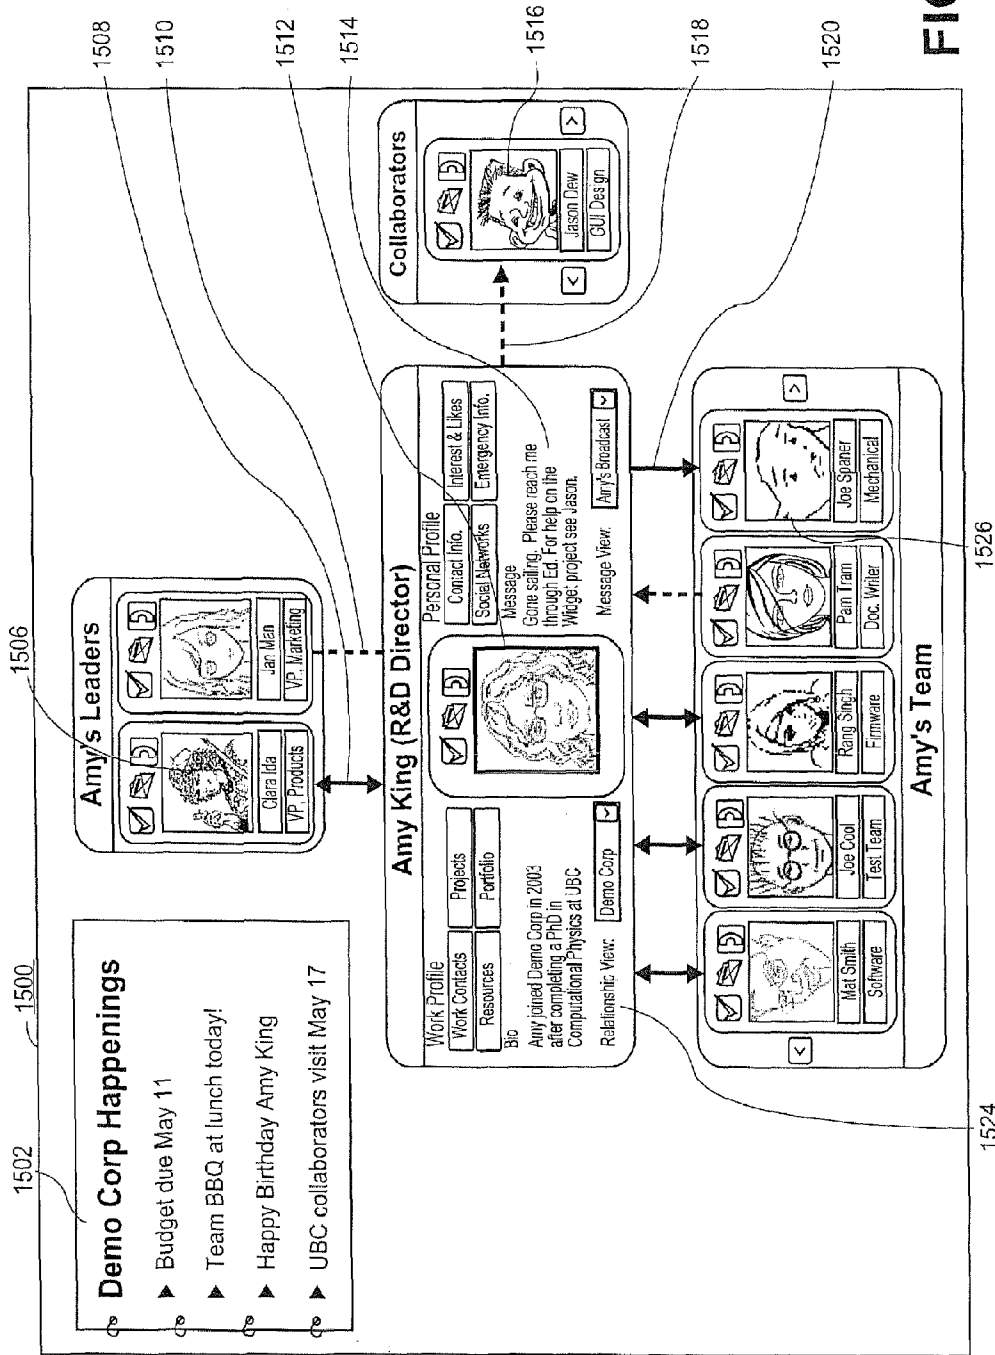 1500
1502
Demo Corp Happenings
▶ Budget due May 11
▶ Team BBQ at lunch today!
▶ Happy Birthday Amy King
▶ UBC collaborators visit May 17
1506
Amy's Leaders
Clara Ida
VP, Products
Jan Man
VP, Marketing
1508
1510
1512
1514
1516
1518
1520
Amy King (R&D Director)
Work Profile
Work Contacts
Projects
Resources
Portfolio
Bio
Amy joined Demo Corp in 2003
after completing a PhD in
Computational Physics at UBC
Relationship View:
Demo Corp
Personal Profile
Contact Info.
Interest & Likes
Social Networks
Emergency Info.
Message
Gone sailing. Please reach me
through Ed. For help on the
Widget project see Jason.
Message View:
Amy's Broadcast
Collaborators
Jason Dew
GUI Design
<
>
<
Mat Smith
Software
Joe Cool
Test Team
Rang Singh
Firmware
Pam Tram
Doc. Writer
Joe Spaner
Mechanical
>
Amy's Team
1524
1526